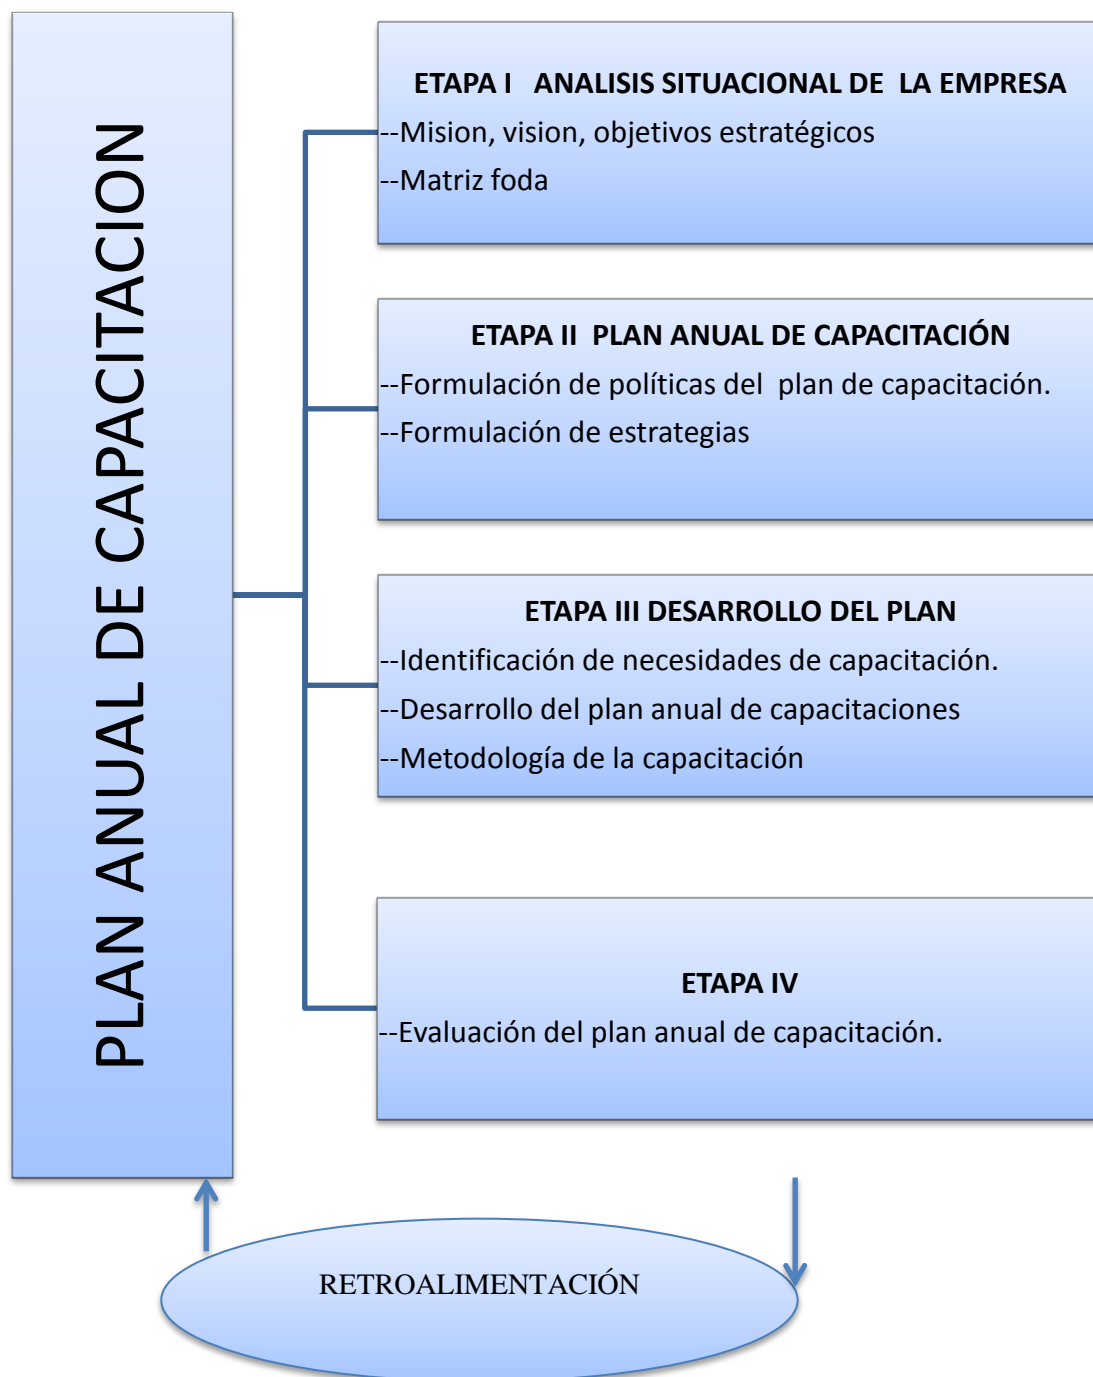 PLAN ANUAL DE CAPACITACION
ETAPA I   ANALISIS SITUACIONAL DE  LA EMPRESA
--Mision, vision, objetivos estratégicos
--Matriz foda
ETAPA II  PLAN ANUAL DE CAPACITACIÓN
--Formulación de políticas del  plan de capacitación.
--Formulación de estrategias
ETAPA III DESARROLLO DEL PLAN
--Identificación de necesidades de capacitación.
--Desarrollo del plan anual de capacitaciones
--Metodología de la capacitación
ETAPA IV
--Evaluación del plan anual de capacitación.
RETROALIMENTACIÓN